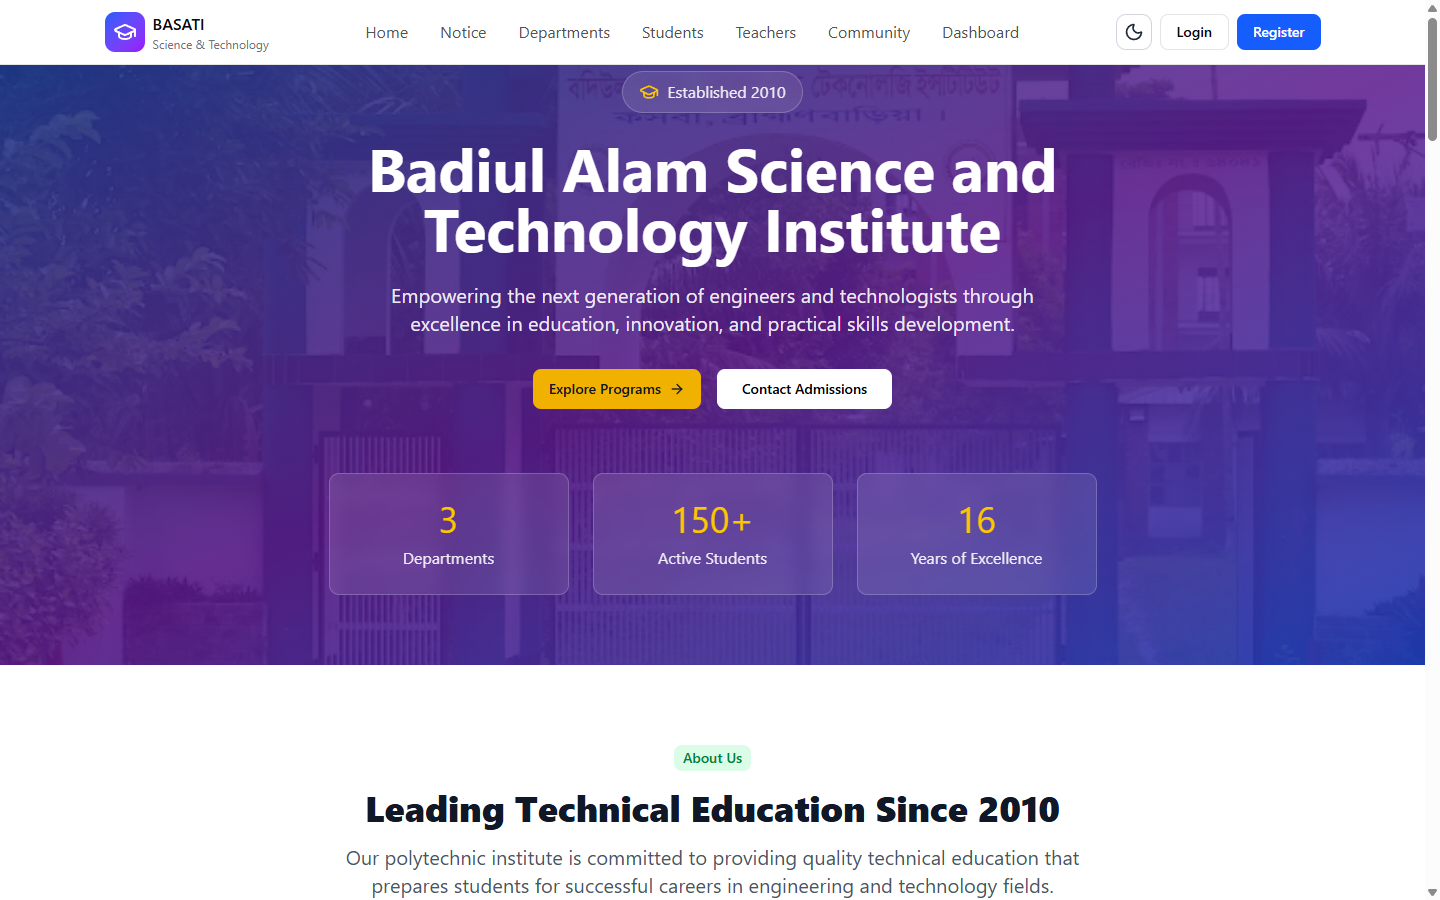 BASATI
Science & Technology
Home
Notice
Departments
Students
Teachers
Community
Dashboard
Login
Register
টেকনোলজি ইনস্টিটিউট
Established 2010
Badiul Alam Science and
Technology Institute
Empowering the next generation of engineers and technologists through
excellence in education, innovation, and practical skills development.
Explore Programs
Contact Admissions
3
Departments
150+
Active Students
16
Years of Excellence
About Us
Leading Technical Education Since 2010
Our polytechnic institute is committed to providing quality technical education that
prepares students for successful careers in engineering and technology fields.